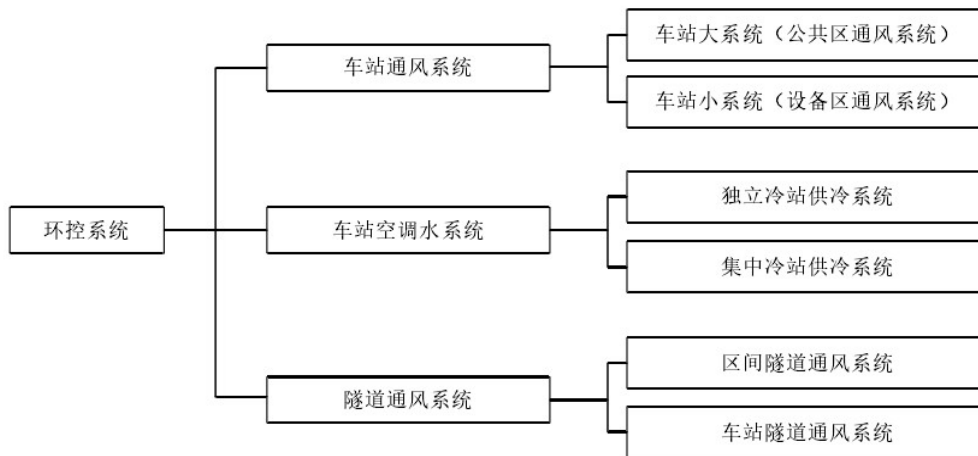 环控系统
车站通风系统
车站大系统（公共区通风系统）
车站小系统（设备区通风系统）
车站空调水系统
独立冷站供冷系统
集中冷站供冷系统
隧道通风系统
区间隧道通风系统
车站隧道通风系统